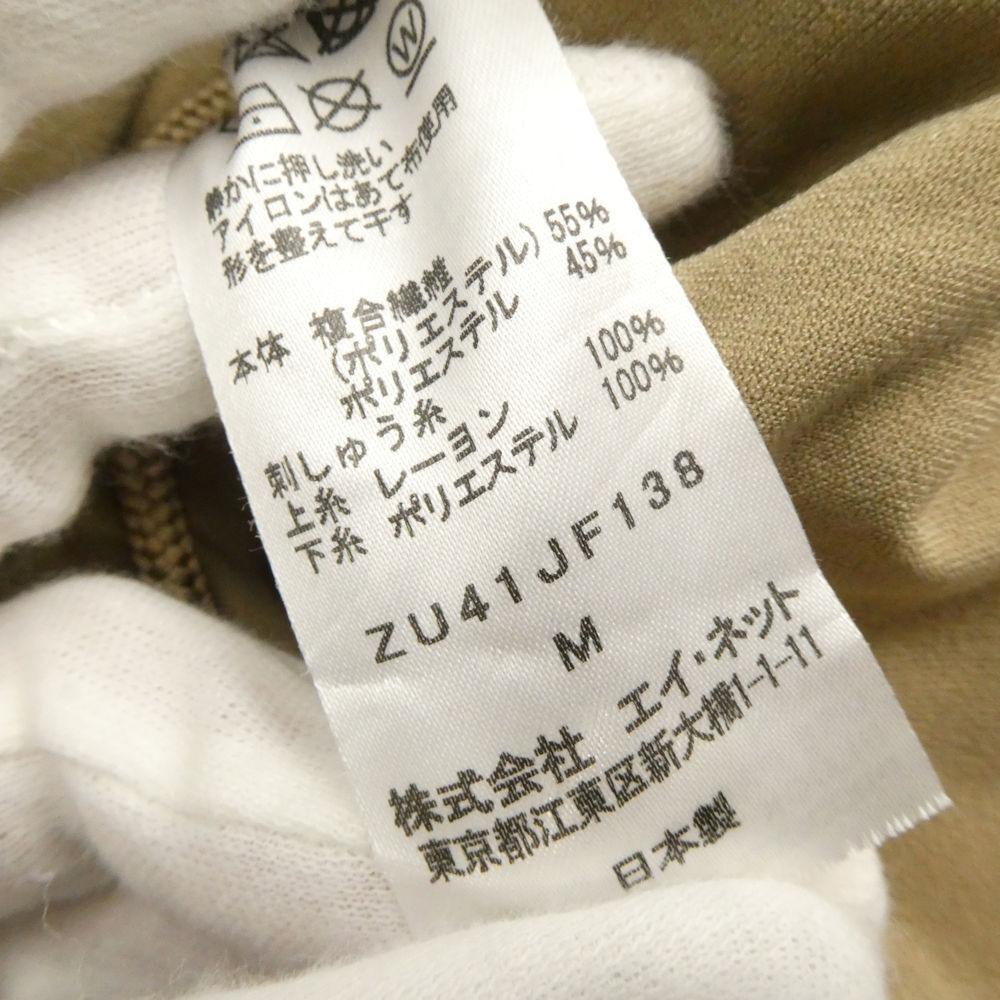 W
静かに押し洗い
アイロンはあて布使用
形を整えて干す
本体 複合繊維
(ポリエステル) 55%
ポリエステル 45%
刺しゅう糸
上糸 レーヨン 100%
下糸 ポリエステル 100%
ZU41JF138
M
株式会社 エイ・ネット
東京都江東区新大橋1-1-11
日本製